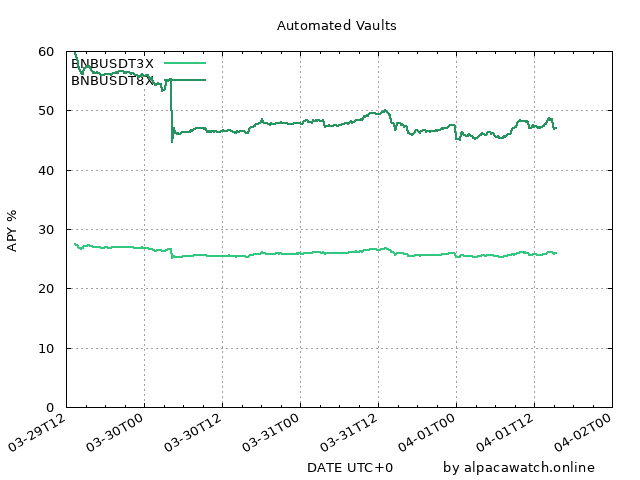 Automated Vaults
BNBUSDT3X
BNBUSDT8X
60
50
40
30
20
10
0
APY %
03-29T12
03-30T00
03-30T12
03-31T00
03-31T12
04-01T00
04-01T12
04-02T00
DATE UTC+0
by alpacawatch.online